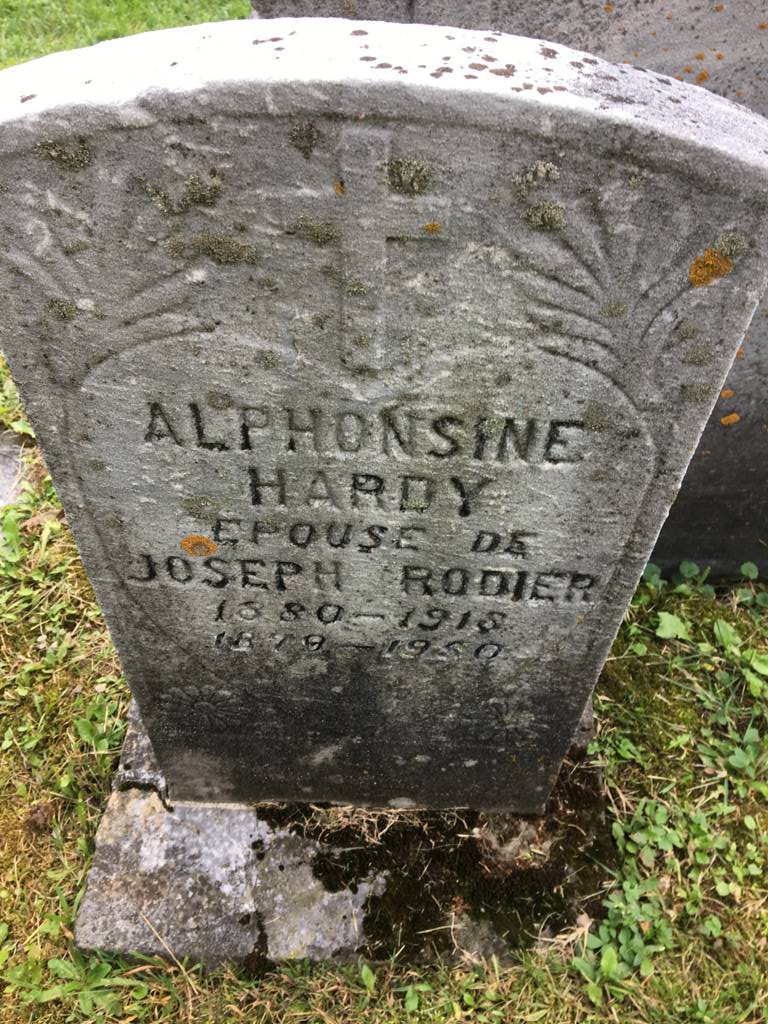 ALPHONSINE
HARDY
EPOUSE DE
JOSEPH RODIER
1880-1918
1879-1950